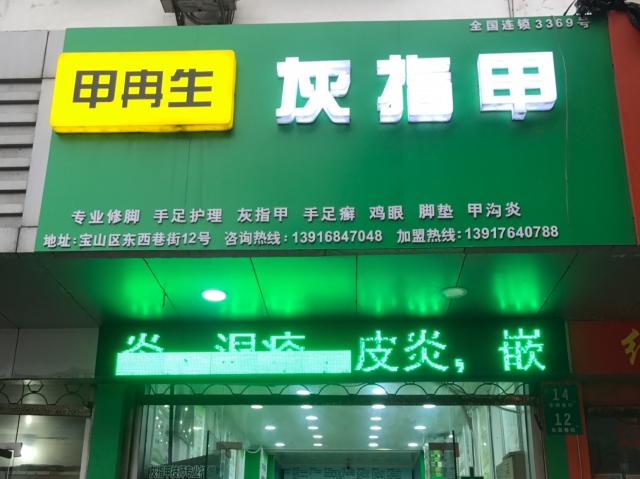 全国连锁3369号
甲冉生
灰指甲
专业修脚 手足护理 灰指甲 手足癣 鸡眼 脚垫 甲沟炎
地址:宝山区东西巷街12号 咨询热线:13916847048 加盟热线:13917640788
炎 湿疹 皮炎,嵌
14
12